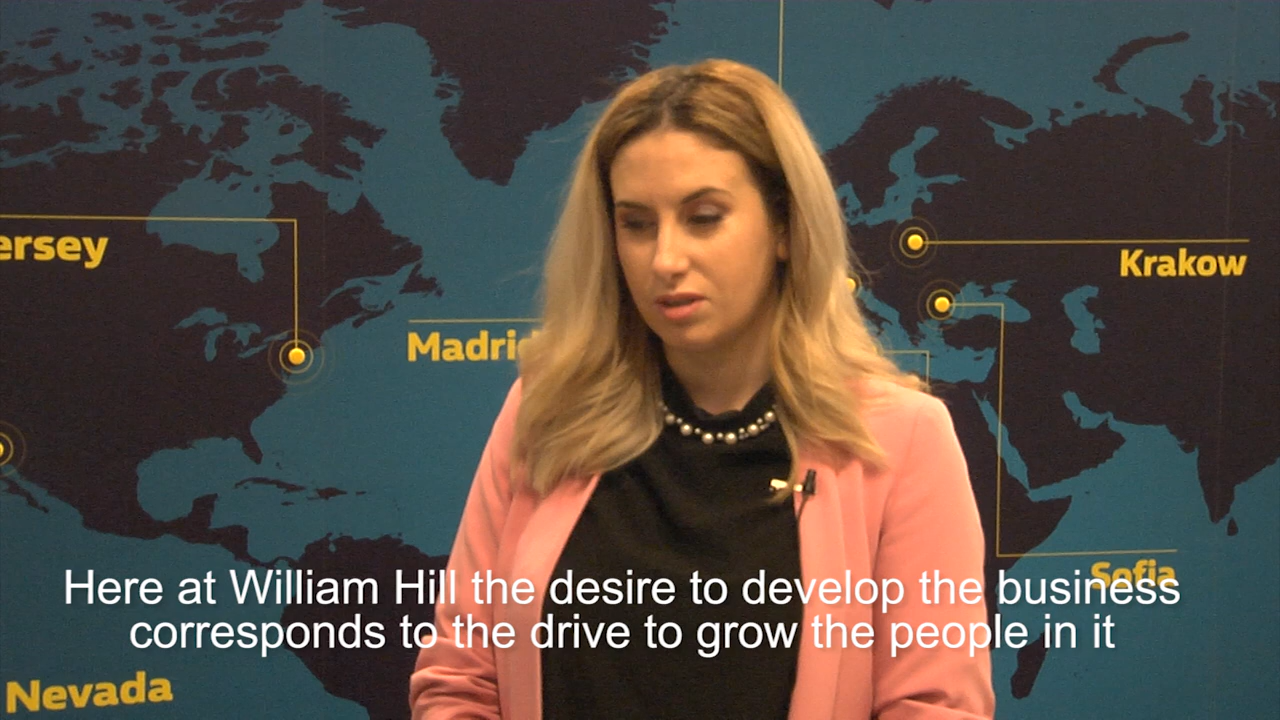 ersey
Krakow
Madrid
Sofia
Here at William Hill the desire to develop the business
corresponds to the drive to grow the people in it
Nevada